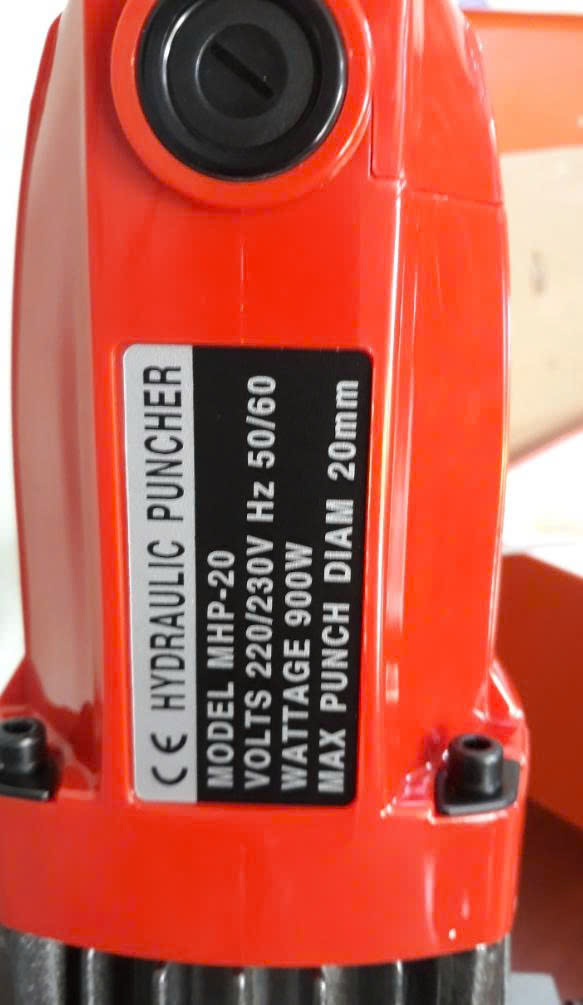 CE HYDRAULIC PUNCHER
MODEL MHP-20
VOLTS 220/230V Hz 50/60
WATTAGE 900W
MAX PUNCH DIAM 20mm